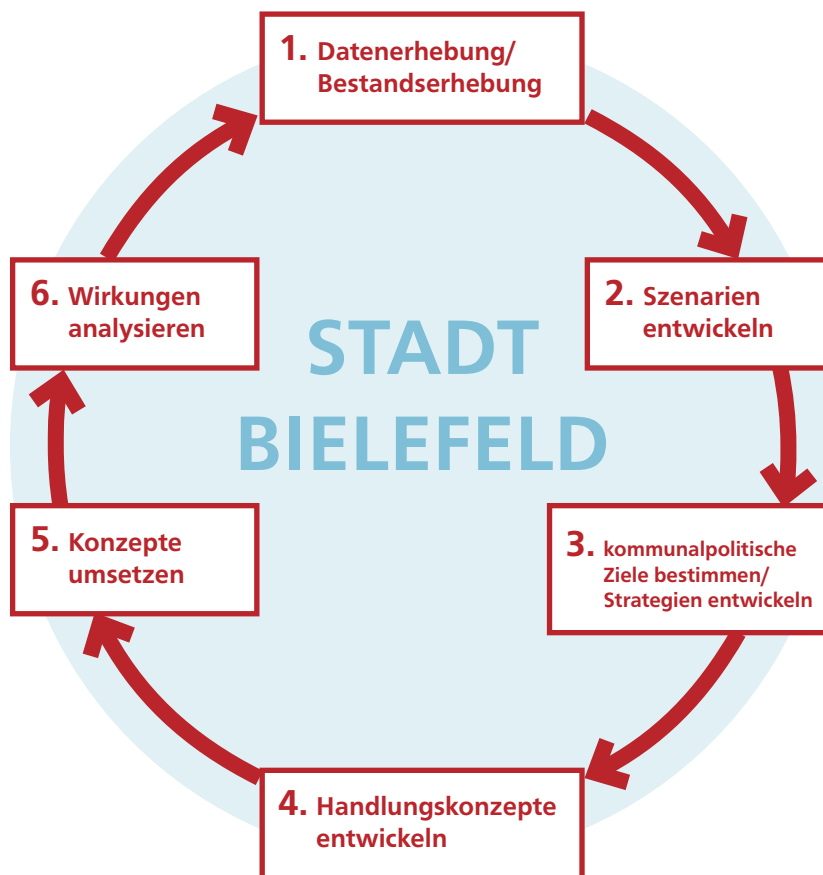 1. Datenerhebung/
Bestandserhebung
2. Szenarien
entwickeln
3. kommunalpolitische
Ziele bestimmen/
Strategien entwickeln
4. Handlungskonzepte
entwickeln
5. Konzepte
umsetzen
6. Wirkungen
analysieren
STADT
BIELEFELD